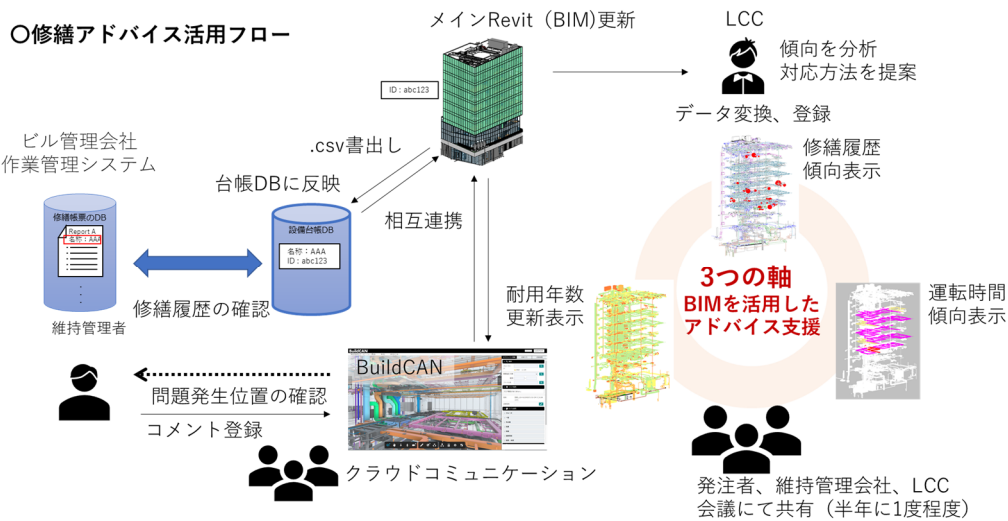 〇修繕アドバイス活用フロー
メインRevit（BIM)更新
ID：abc123
LCC
傾向を分析
対応方法を提案
データ変換、登録
ビル管理会社
作業管理システム
修繕帳票のDB
Report A
名称：AAA
.csv書出し
台帳DBに反映
設備台帳DB
名称：AAA
ID：abc123
相互連携
修繕履歴の確認
維持管理者
修繕履歴
傾向表示
3つの軸
BIMを活用した
アドバイス支援
耐用年数
更新表示
運転時間
傾向表示
BuildCAN
BuildCAN
問題発生位置の確認
コメント登録
クラウドコミュニケーション
発注者、維持管理会社、LCC
会議にて共有（半年に1度程度）